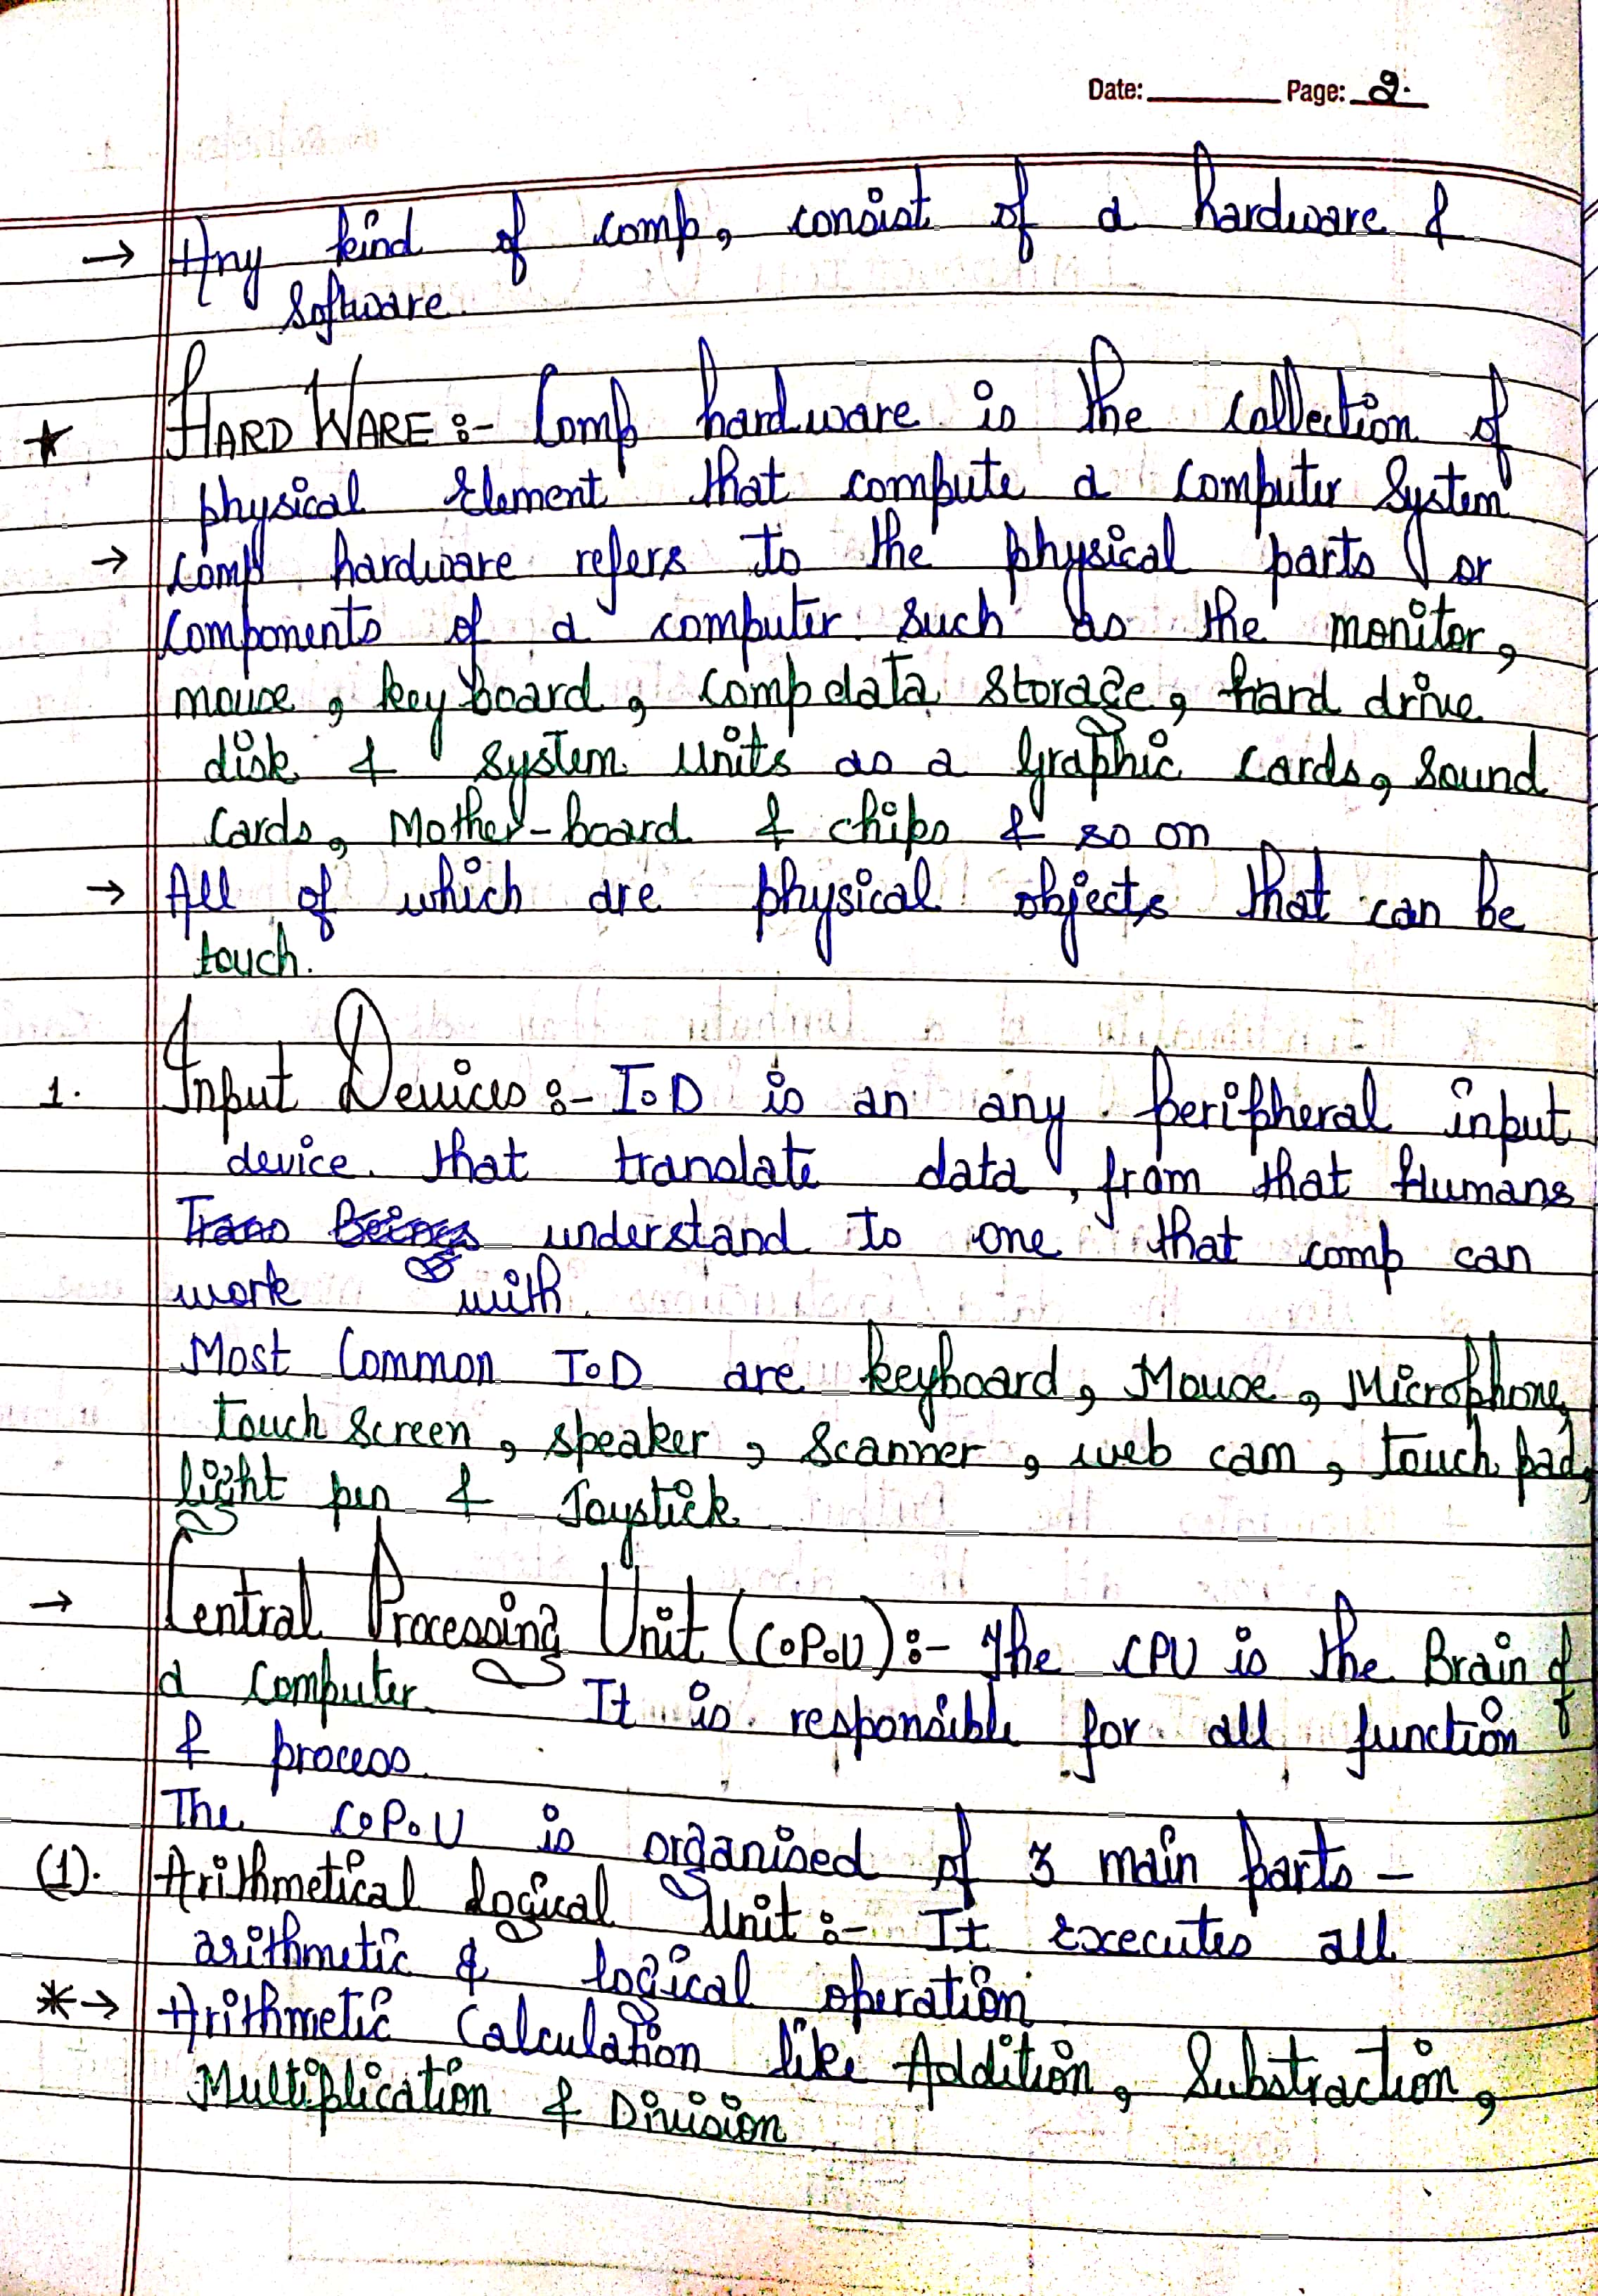 Date: Page: 2.
→ Any kind of comp, consist of a hardware &
Software.
★ HARD WARE :- Comp hardware is the collection of
physical Element that compute a computer System
→ Comp hardware refers to the physical parts or
Components of a computer such as the monitor,
mouse, key board, comp data storage, hard drive
disk & system units as a graphic cards, sound
cards, Mother-board & chips & so on
→ All of which are physical objects that can be
touch.
1. Input Devices :- I.D is an any peripheral input
device that translate data, from that Humans
Trans Beings understand to one that comp can
work with.
Most Common I.D are keyboard, Mouse, Microphone,
touch screen, speaker, scanner, web cam, touch pad,
light pen & Joystick
→ Central Processing Unit (C.P.U) :- The CPU is the Brain of
a computer. It is responsible for all function
& process.
The C.P.U is organised of 3 main parts -
(1). Arithmetical Logical Unit :- It executes all
arithmetic & logical operation.
*→ Arithmetic Calculation like Addition, Substraction,
Multiplication & Division